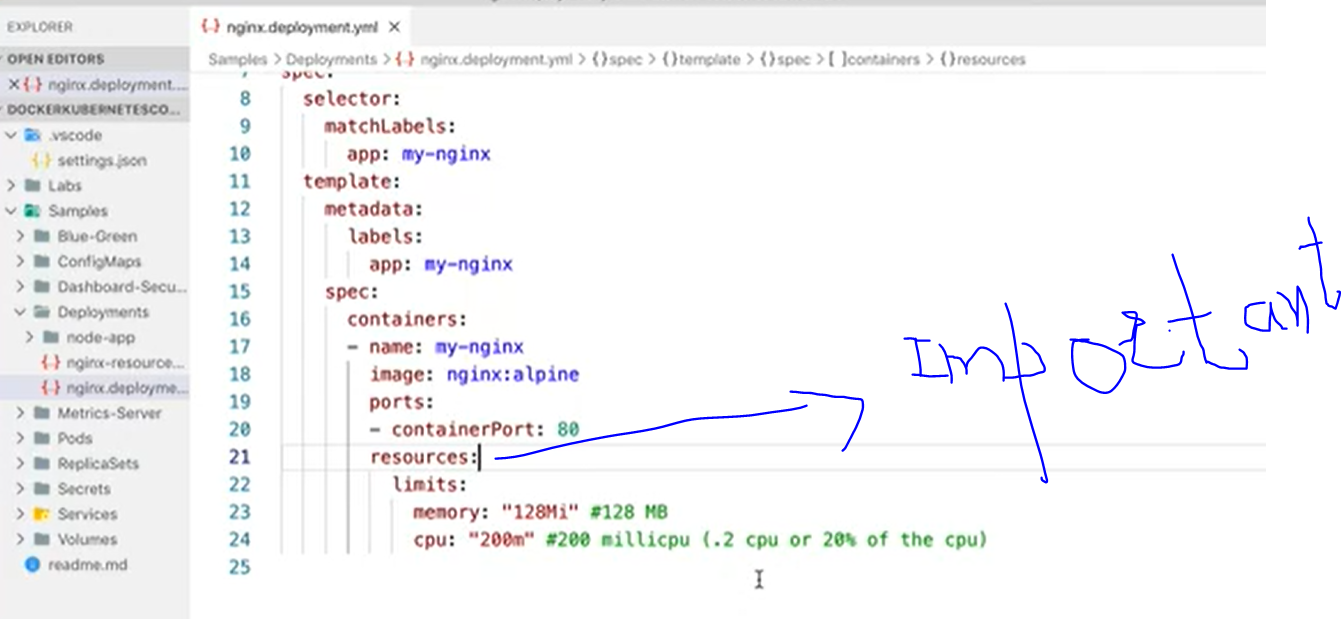 EXPLORER
OPEN EDITORS
nginx.deployment....
DOCKERKUBERNETESCO...
.vscode
settings.json
Labs
Samples
Blue-Green
ConfigMaps
Dashboard-Secu...
Deployments
node-app
nginx-resource...
nginx.deployme...
Metrics-Server
Pods
ReplicaSets
Secrets
Services
Volumes
readme.md
nginx.deployment.yml
Samples > Deployments > {} nginx.deployment.yml > {}spec > {}template > {}spec > [ ]containers > {}resources
7 spec:
8 selector:
9 matchLabels:
10 app: my-nginx
11 template:
12 metadata:
13 labels:
14 app: my-nginx
15 spec:
16 containers:
17 - name: my-nginx
18 image: nginx:alpine
19 ports:
20 - containerPort: 80
21 resources:
22 limits:
23 memory: "128Mi" #128 MB
24 cpu: "200m" #200 millicpu (.2 cpu or 20% of the cpu)
25
Important